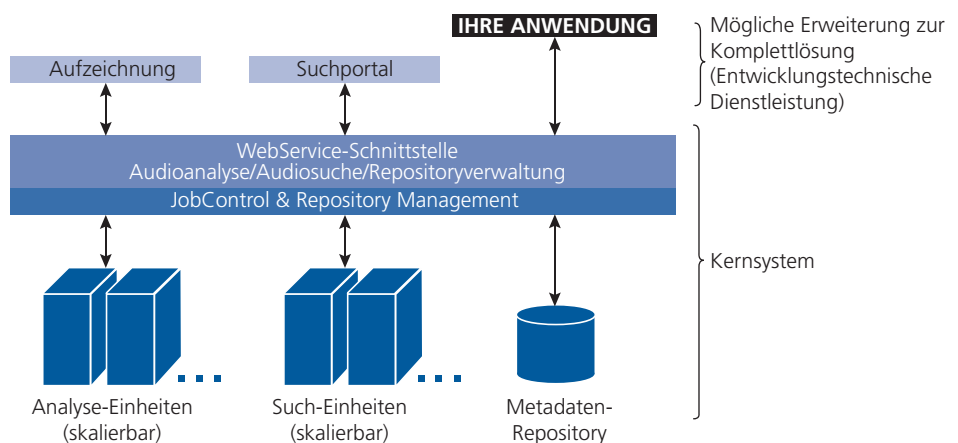 IHRE ANWENDUNG
Mögliche Erweiterung zur
Komplettlösung
(Entwicklungstechnische
Dienstleistung)
Aufzeichnung
Suchportal
WebService-Schnittstelle
Audioanalyse/Audiosuche/Repositoryverwaltung
JobControl & Repository Management
Kernsystem
Analyse-Einheiten
(skalierbar)
Such-Einheiten
(skalierbar)
Metadaten-
Repository